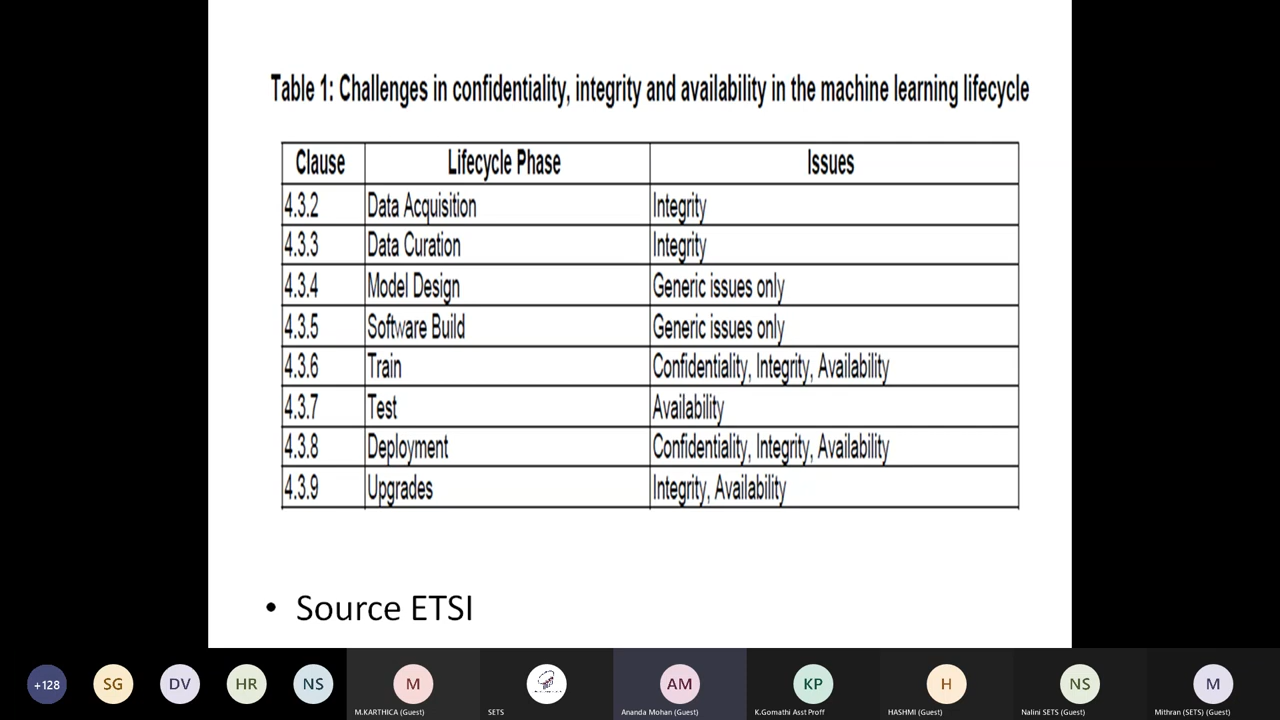 Table 1: Challenges in confidentiality, integrity and availability in the machine learning lifecycle
Clause Lifecycle Phase Issues
4.3.2 Data Acquisition Integrity
4.3.3 Data Curation Integrity
4.3.4 Model Design Generic issues only
4.3.5 Software Build Generic issues only
4.3.6 Train Confidentiality, Integrity, Availability
4.3.7 Test Availability
4.3.8 Deployment Confidentiality, Integrity, Availability
4.3.9 Upgrades Integrity, Availability
• Source ETSI
+128 SG DV HR NS M AM KP H NS M
M.KARTHICA (Guest) SETS Ananda Mohan (Guest) K.Gomathi Asst Proff HASHMI (Guest) Nalini SETS (Guest) Mithran (SETS) (Guest)